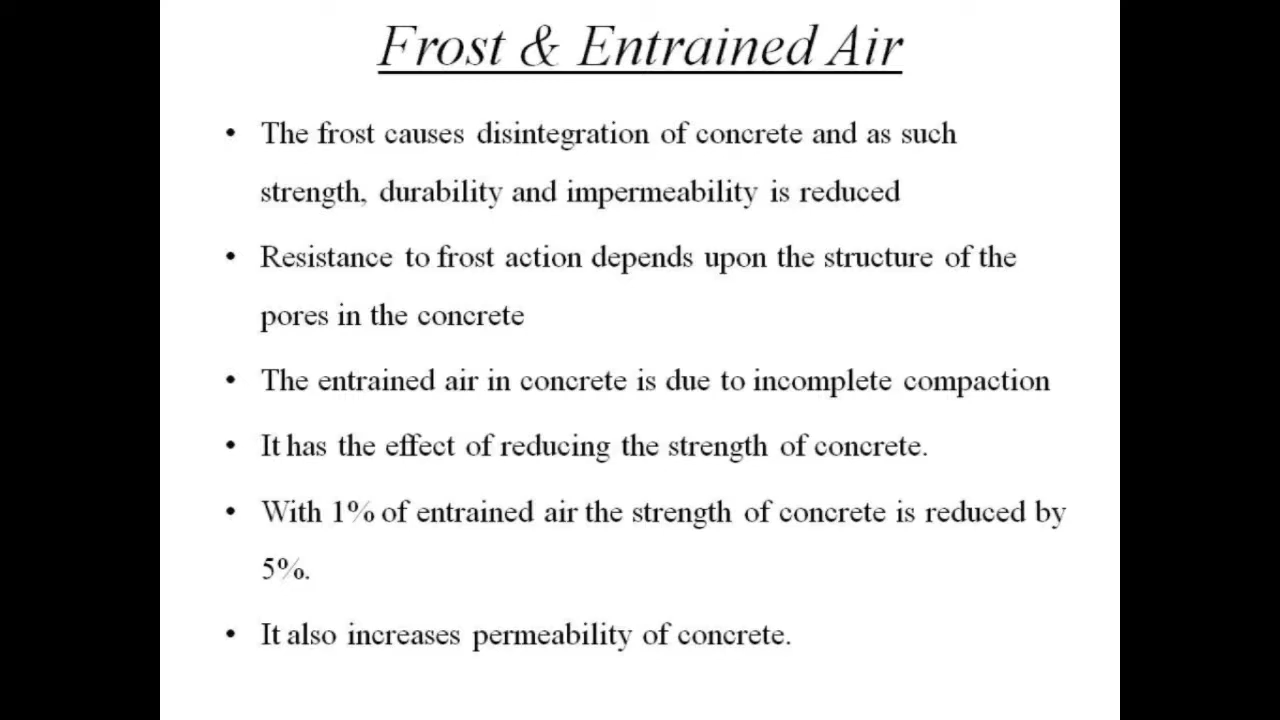 Frost & Entrained Air
• The frost causes disintegration of concrete and as such
strength, durability and impermeability is reduced
• Resistance to frost action depends upon the structure of the
pores in the concrete
• The entrained air in concrete is due to incomplete compaction
• It has the effect of reducing the strength of concrete.
• With 1% of entrained air the strength of concrete is reduced by
5%.
• It also increases permeability of concrete.